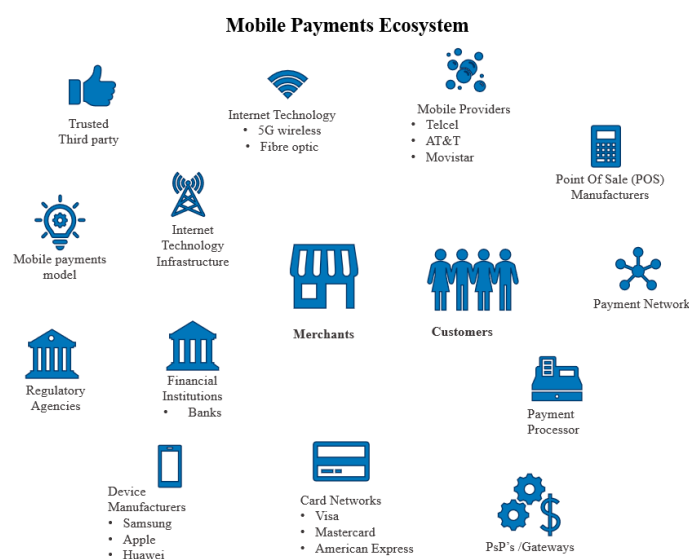 Mobile Payments Ecosystem
Trusted
Third party
Internet Technology
• 5G wireless
• Fibre optic
Mobile Providers
• Telcel
• AT&T
• Movistar
Point Of Sale (POS)
Manufacturers
Mobile payments
model
Internet
Technology
Infrastructure
Merchants
Customers
Payment Network
Regulatory
Agencies
Financial
Institutions
• Banks
Payment
Processor
Device
Manufacturers
• Samsung
• Apple
• Huawei
Card Networks
• Visa
• Mastercard
• American Express
$
PsP's /Gateways